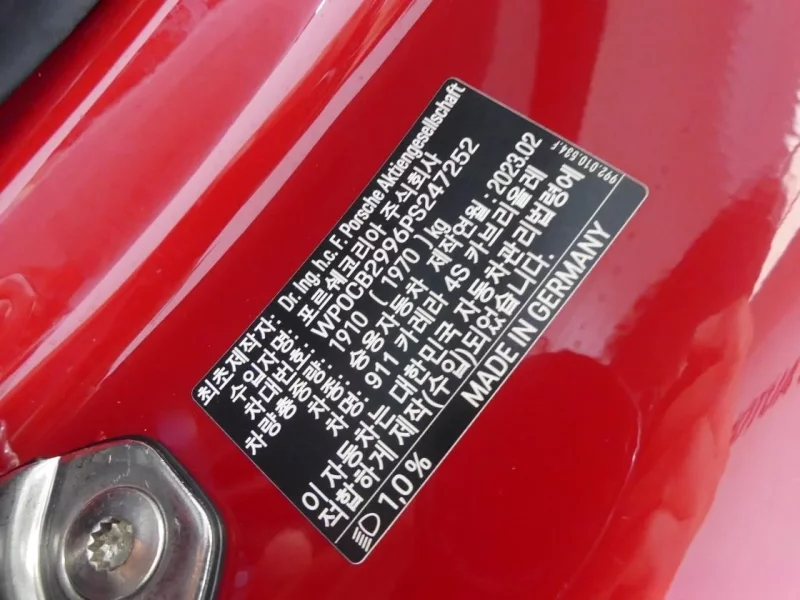 최초제작자: Dr. Ing. h.c. F. Porsche Aktiengesellschaft
수입자명: 포르쉐코리아 주식회사
차대번호: WP0CB2996PS247252
차량총중량: 1910 ( 1970 ) kg
차종: 승용자동차 제작연월: 2023.02
차명: 911 카레라 4S 카브리올레
이 자동차는 대한민국 자동차관리법령에
적합하게 제작(수입)되었습니다.
MADE IN GERMANY
1,0%
992.010.534.F